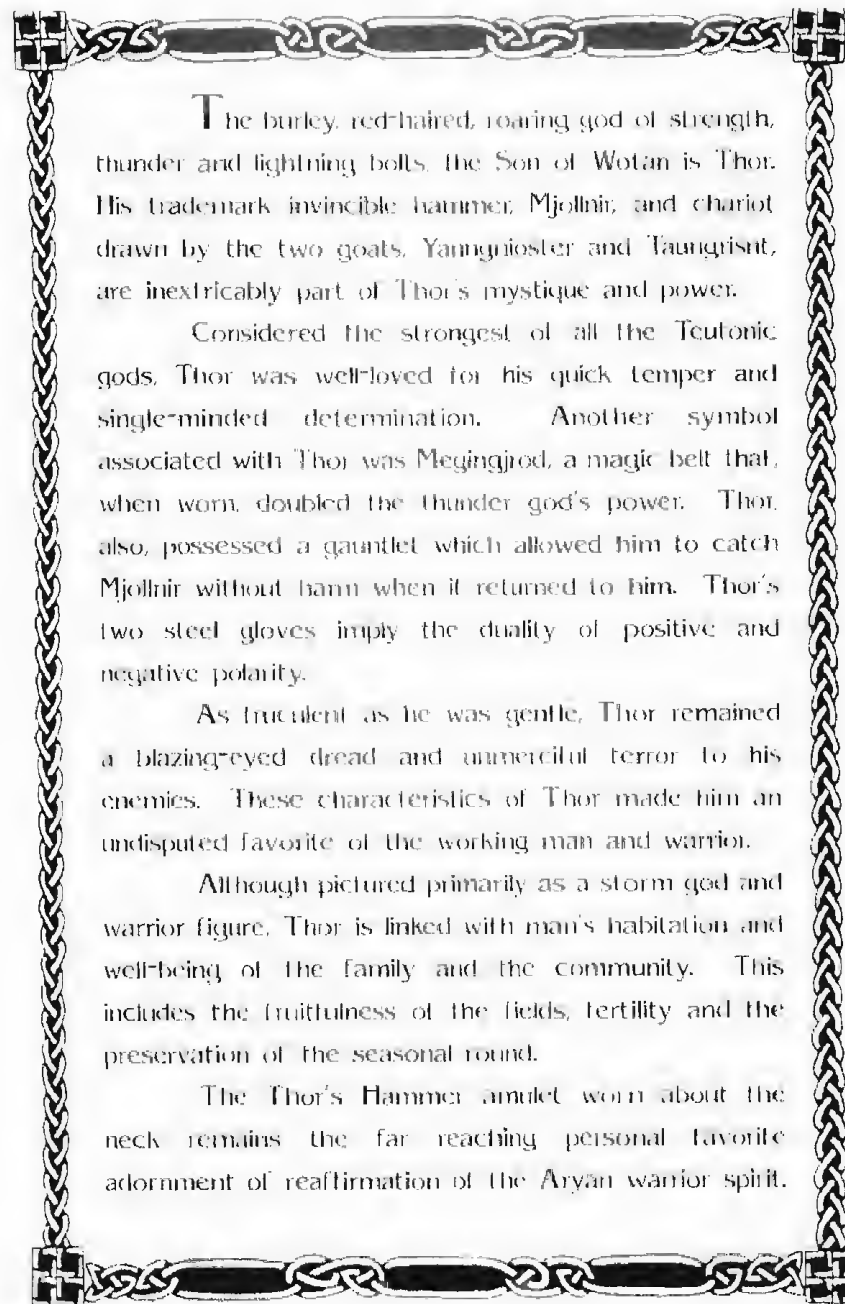 The burley, red-haired, roaring god of strength,
thunder and lightning bolts, the Son of Wotan is Thor.
His trademark invincible hammer, Mjollnir, and chariot
drawn by the two goats, Yanngnioster and Taungrisnt,
are inextricably part of Thor's mystique and power.
Considered the strongest of all the Teutonic
gods, Thor was well-loved for his quick temper and
single-minded determination. Another symbol
associated with Thor was Megingjrod, a magic belt that,
when worn, doubled the thunder god's power. Thor,
also, possessed a gauntlet which allowed him to catch
Mjollnir without harm when it returned to him. Thor's
two steel gloves imply the duality of positive and
negative polarity.
As truculent as he was gentle, Thor remained
a blazing-eyed dread and unmerciful terror to his
enemies. These characteristics of Thor made him an
undisputed favorite of the working man and warrior.
Although pictured primarily as a storm god and
warrior figure, Thor is linked with man's habitation and
well-being of the family and the community. This
includes the fruitfulness of the fields, fertility and the
preservation of the seasonal round.
The Thor's Hammer amulet worn about the
neck remains the far reaching personal favorite
adornment of reaffirmation of the Aryan warrior spirit.